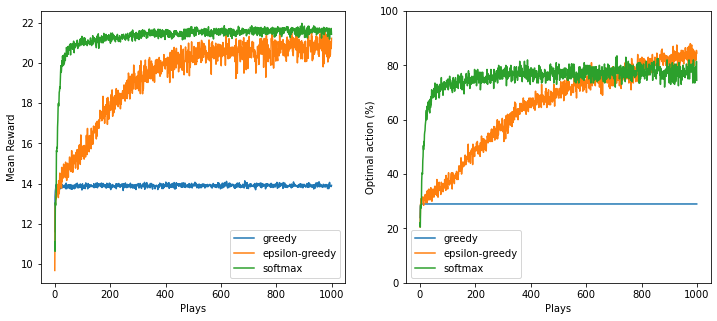 22
20
18
16
14
12
10
Mean Reward
0 200 400 600 800 1000
Plays
greedy
epsilon-greedy
softmax
100
80
60
40
20
0
Optimal action (%)
0 200 400 600 800 1000
Plays
greedy
epsilon-greedy
softmax